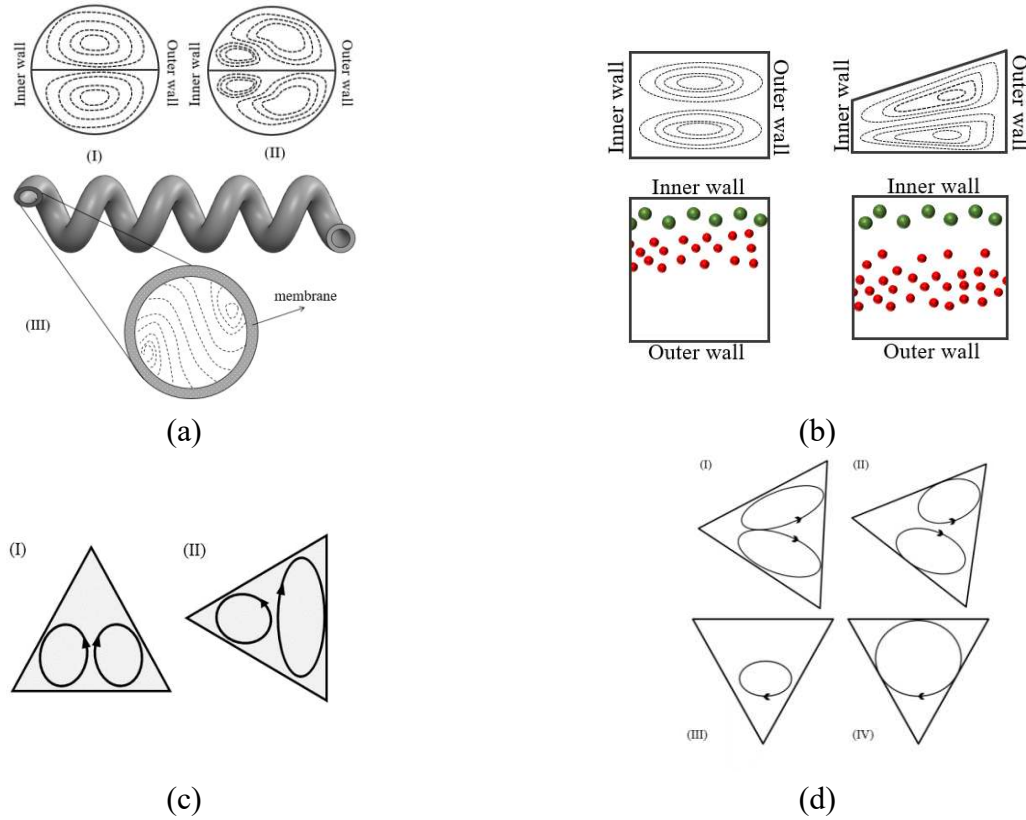 Inner wall
Outer wall
(I)
Inner wall
Outer wall
(II)
membrane
(III)
(a)
Inner wall
Outer wall
Inner wall
Outer wall
Inner wall
Outer wall
Inner wall
Outer wall
(b)
(I)
(II)
(c)
(I)
(II)
(III)
(IV)
(d)